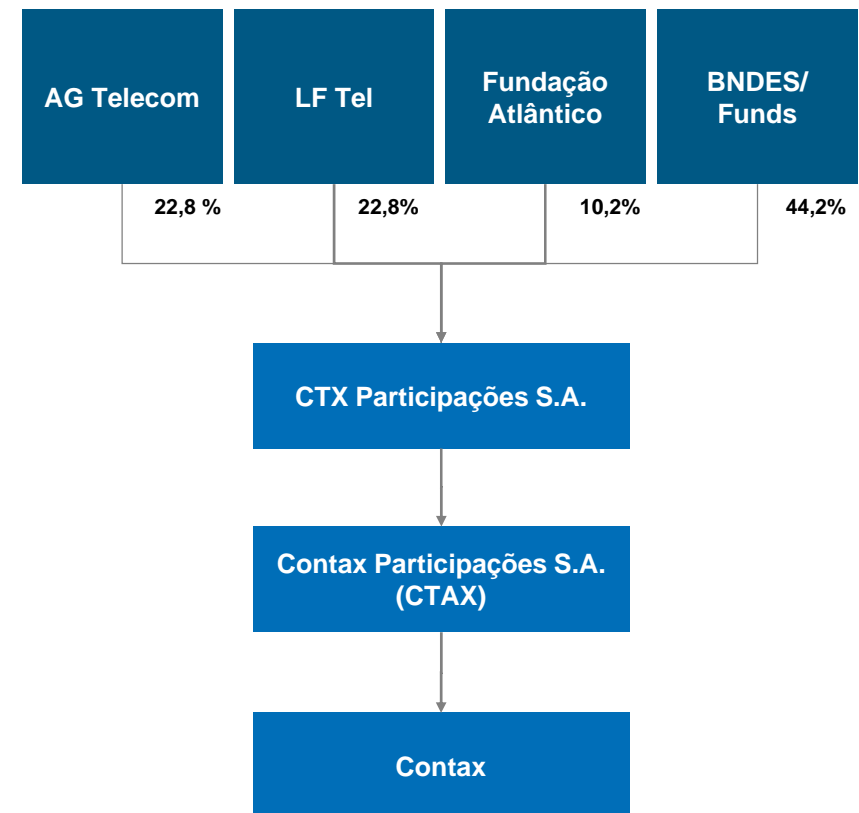 AG Telecom
LF Tel
Fundação
Atlântico
BNDES/
Funds
22,8 %
22,8%
10,2%
44,2%
CTX Participações S.A.
Contax Participações S.A.
(CTAX)
Contax